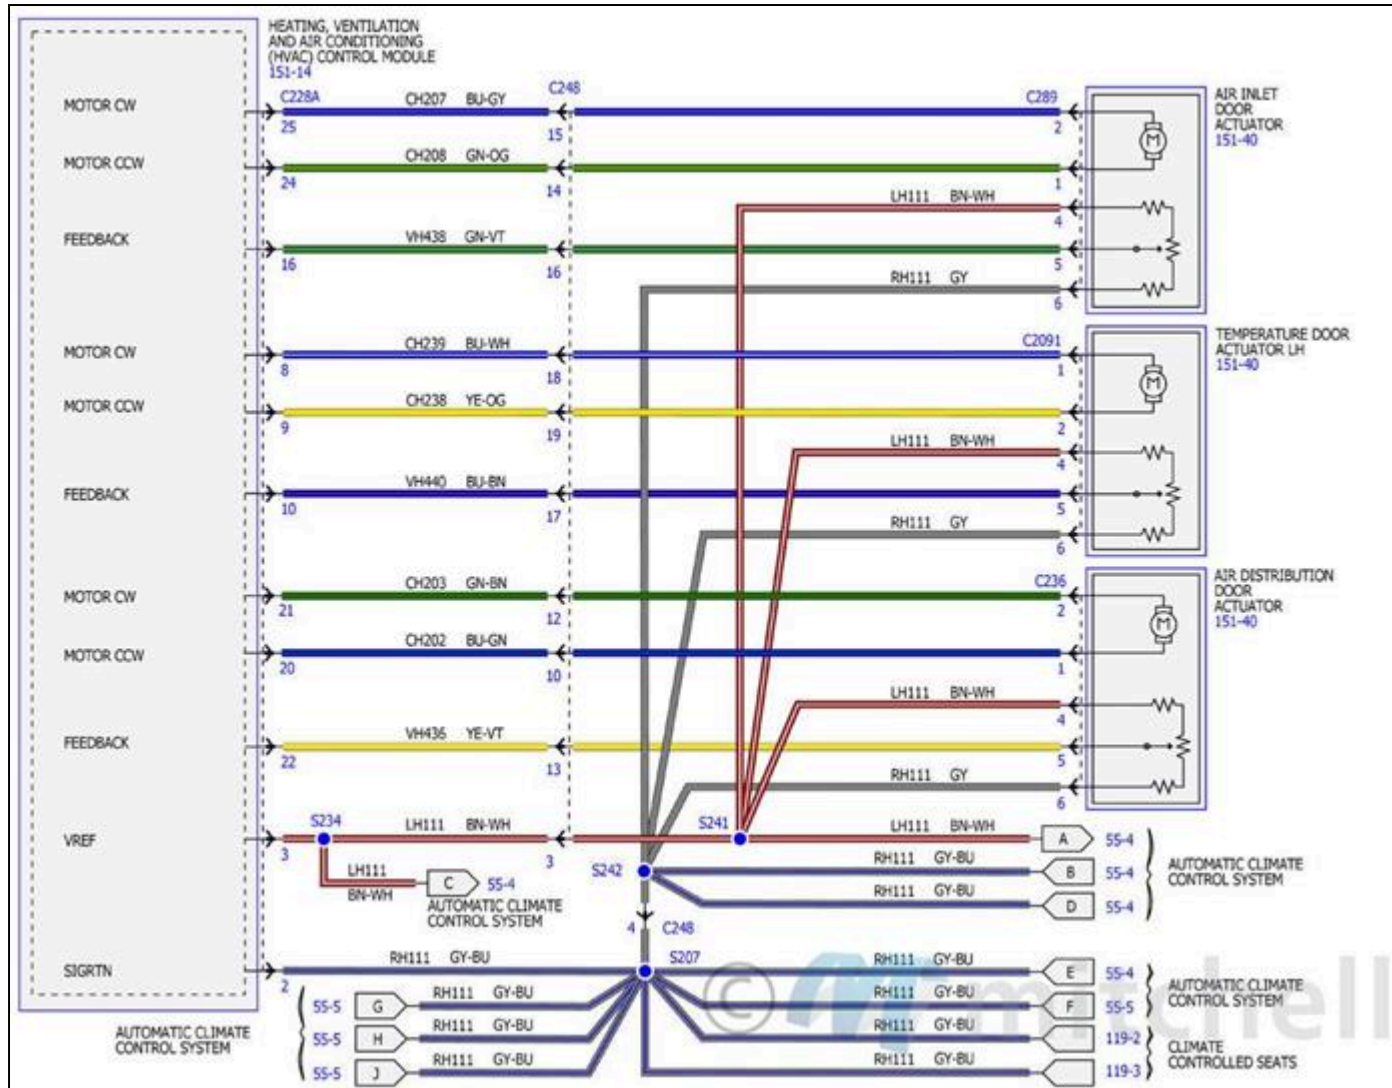 HEATING, VENTILATION
AND AIR CONDITIONING
(HVAC) CONTROL MODULE
151-14
C228A
MOTOR CW
25
CH207 BU-GY
C248
15
C289
2
AIR INLET
DOOR
ACTUATOR
151-40
M
MOTOR CCW
24
CH208 GN-OG
14
1
LH111 BN-WH
4
FEEDBACK
16
VH438 GN-VT
16
5
RH111 GY
6
MOTOR CW
8
CH239 BU-WH
18
C2091
1
TEMPERATURE DOOR
ACTUATOR LH
151-40
M
MOTOR CCW
9
CH238 YE-OG
19
2
LH111 BN-WH
4
FEEDBACK
10
VH440 BU-BN
17
5
RH111 GY
6
MOTOR CW
21
CH203 GN-BN
12
C236
2
AIR DISTRIBUTION
DOOR
ACTUATOR
151-40
M
MOTOR CCW
20
CH202 BU-GN
10
1
LH111 BN-WH
4
FEEDBACK
22
VH436 YE-VT
13
5
RH111 GY
6
VREF
3
S234
LH111 BN-WH
3
S241
LH111 BN-WH
A 55-4
LH111
BN-WH
C 55-4
AUTOMATIC CLIMATE
CONTROL SYSTEM
S242
RH111 GY-BU
B 55-4
RH111 GY-BU
D 55-4
AUTOMATIC CLIMATE
CONTROL SYSTEM
4 C248
SIGRTN
2
RH111 GY-BU
S207
RH111 GY-BU
E 55-4
RH111 GY-BU
F 55-5
AUTOMATIC CLIMATE
CONTROL SYSTEM
RH111 GY-BU
119-2
RH111 GY-BU
119-3
CLIMATE
CONTROLLED SEATS
AUTOMATIC CLIMATE
CONTROL SYSTEM
55-5 G RH111 GY-BU
55-5 H RH111 GY-BU
55-5 J RH111 GY-BU
© mitchell